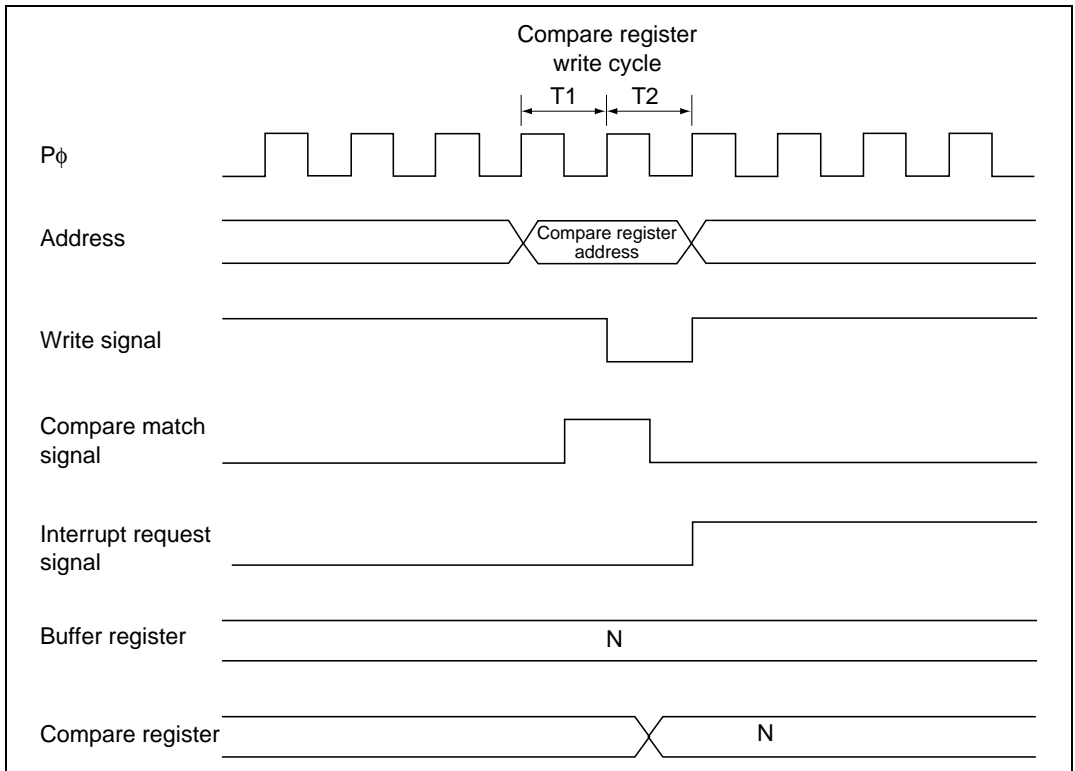 Compare register
write cycle
T1 T2
Pϕ
Address
Compare register
address
Write signal
Compare match
signal
Interrupt request
signal
Buffer register
N
Compare register
N